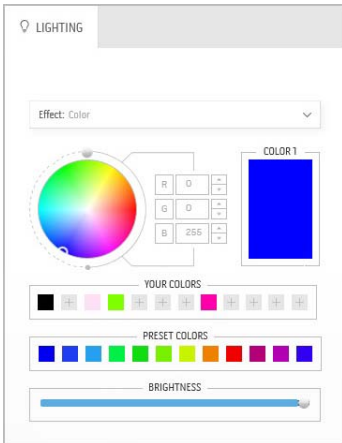 LIGHTING
Effect: Color
COLOR 1
R 0
G 0
B 255
YOUR COLORS
PRESET COLORS
BRIGHTNESS